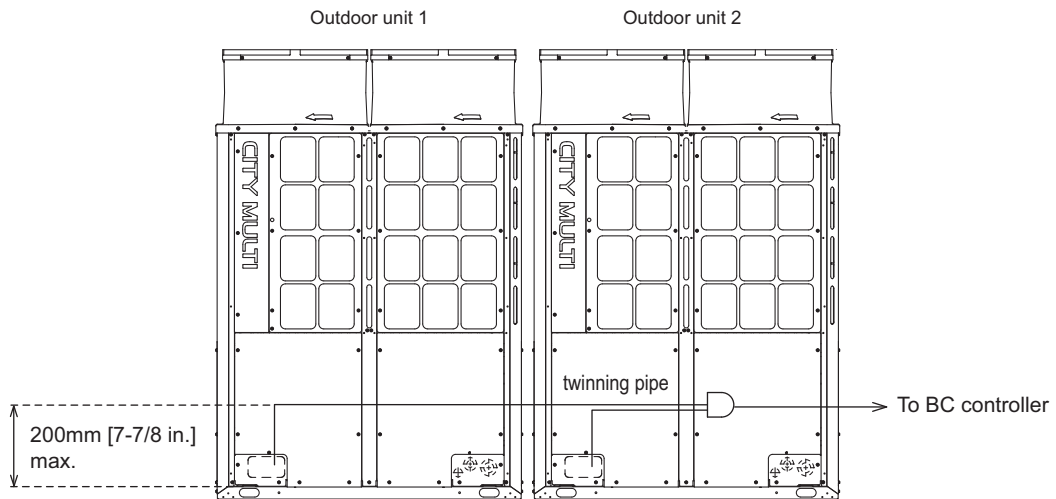 Outdoor unit 1
Outdoor unit 2
CITY MULTI
CITY MULTI
twinning pipe
To BC controller
200mm [7-7/8 in.]
max.